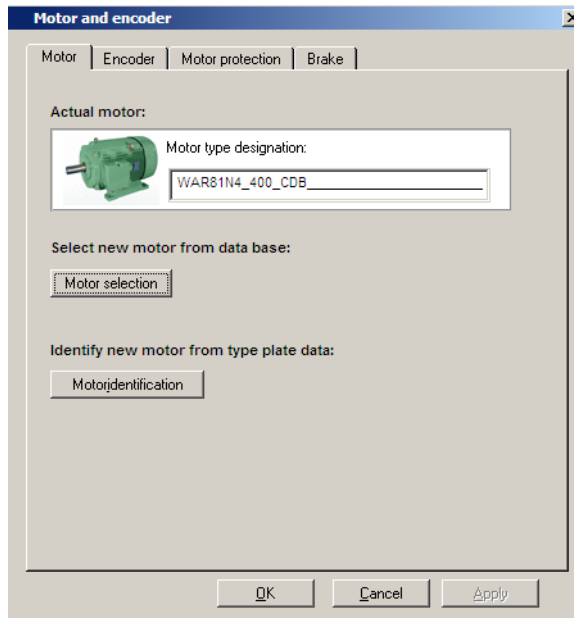 Motor and encoder
Motor Encoder Motor protection Brake
Actual motor:
Motor type designation:
WAR81N4_400_CDB____________________
Select new motor from data base:
Motor selection
Identify new motor from type plate data:
Motoridentification
OK Cancel Apply